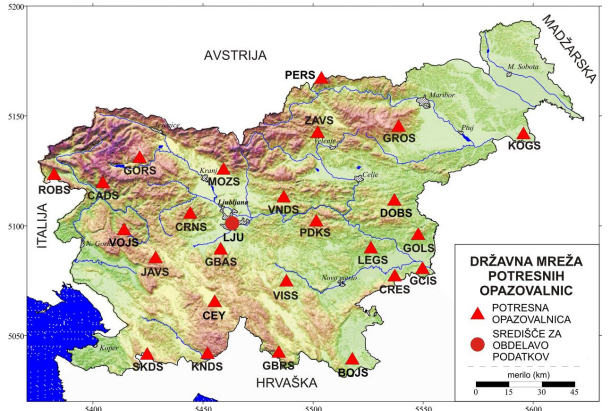 5200
AVSTRIJA
MADŽARSKA
PERS
M. Sobota
Maribor
ZAVS
GROS
Ptuj
5150
KOGS
Velenje
GORS
Kranj
MOZS
Celje
ROBS
CADS
Ljubljana
VNDS
DOBS
CRNS
PDKS
5100
LJU
VOJS
GOLS
ITALIJA
N. Gorica
GBAS
LEGS
JAVS
GCIS
Novo mesto
CRES
VISS
CEY
5050
Koper
SKDS
KNDS
GBRS
BOJS
HRVAŠKA
5400
5450
5500
5550
5600
DRŽAVNA MREŽA
POTRESNIH
OPAZOVALNIC
POTRESNA
OPAZOVALNICA
SREDIŠČE ZA
OBDELAVO
PODATKOV
merilo (km)
0 15 30 45